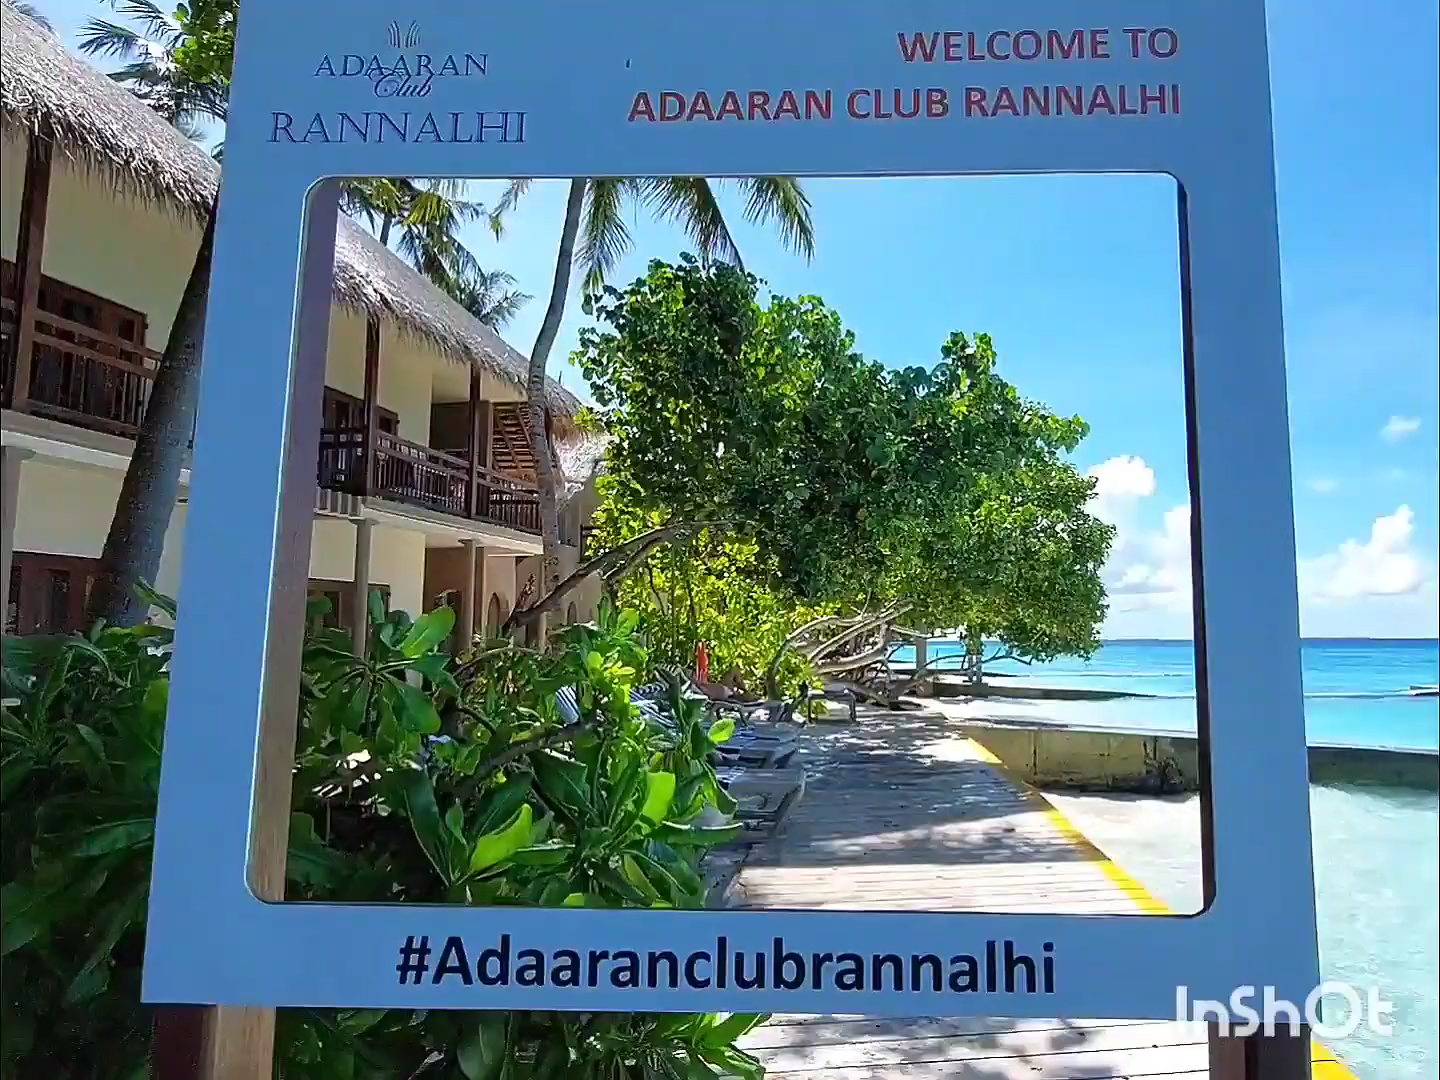 ADAARAN
Club
RANNALHI
WELCOME TO
ADAARAN CLUB RANNALHI
#Adaaranclubrannalhi
InShOt